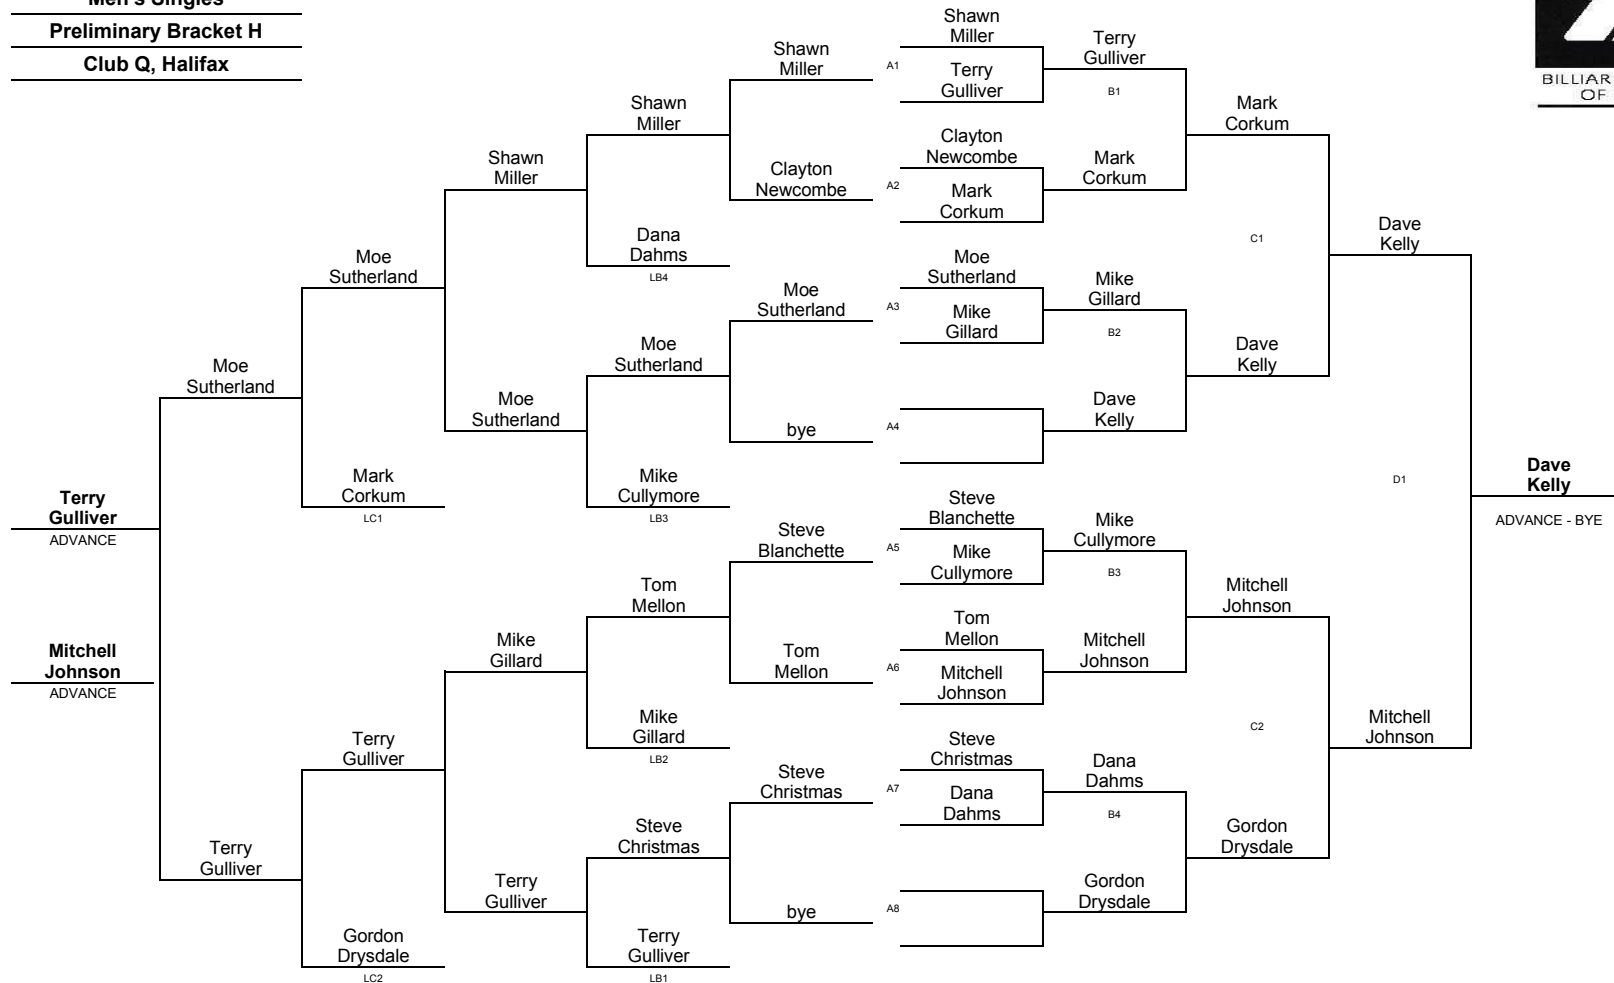 Men's Singles
Preliminary Bracket H
Club Q, Halifax
BILLIAR
OF
Shawn
Miller
A1
Terry
Gulliver
Terry
Gulliver
B1
Shawn
Miller
Shawn
Miller
Mark
Corkum
Clayton
Newcombe
Mark
Corkum
Shawn
Miller
Clayton
Newcombe
A2
Mark
Corkum
Dana
Dahms
LB4
C1
Dave
Kelly
Moe
Sutherland
Moe
Sutherland
Mike
Gillard
Moe
Sutherland
A3
Mike
Gillard
B2
Moe
Sutherland
Dave
Kelly
Moe
Sutherland
Moe
Sutherland
Dave
Kelly
bye
A4
Mark
Corkum
LC1
Mike
Cullymore
LB3
D1
Dave
Kelly
ADVANCE - BYE
Terry
Gulliver
ADVANCE
Steve
Blanchette
Mike
Cullymore
Steve
Blanchette
A5
Mike
Cullymore
B3
Tom
Mellon
Mitchell
Johnson
Tom
Mellon
Mitchell
Johnson
Mike
Gillard
Tom
Mellon
A6
Mitchell
Johnson
Mitchell
Johnson
ADVANCE
Mike
Gillard
LB2
C2
Mitchell
Johnson
Terry
Gulliver
Steve
Christmas
Dana
Dahms
Steve
Christmas
A7
Dana
Dahms
B4
Steve
Christmas
Gordon
Drysdale
Terry
Gulliver
Terry
Gulliver
Gordon
Drysdale
bye
A8
Gordon
Drysdale
LC2
Terry
Gulliver
LB1